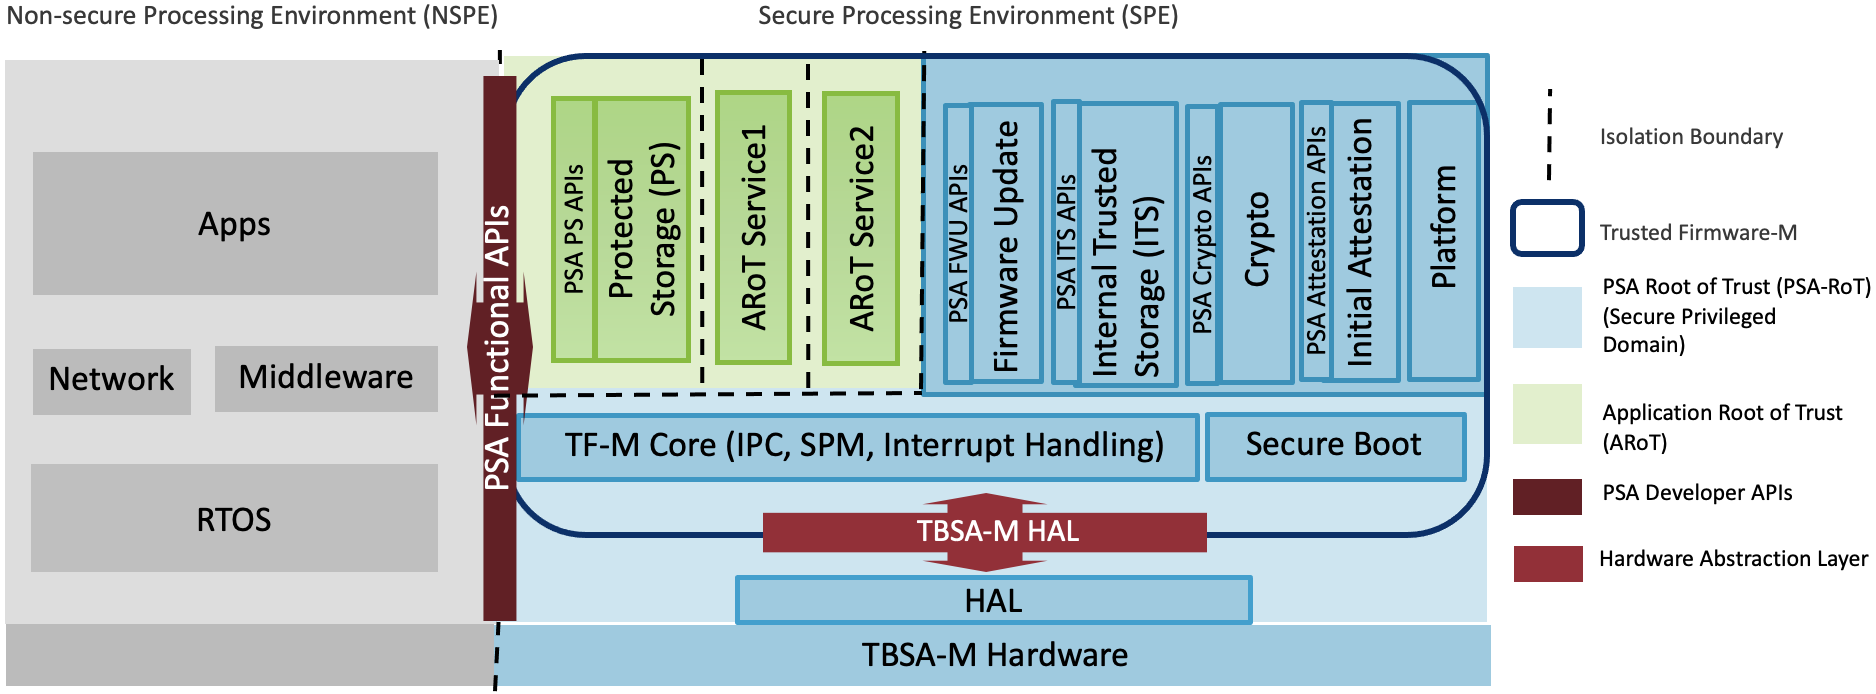 Non-secure Processing Environment (NSPE)
Secure Processing Environment (SPE)
Apps
Network
Middleware
RTOS
PSA Functional APIs
PSA PS APIs
Protected
Storage (PS)
ARoT Service1
ARoT Service2
PSA FWU APIs
Firmware Update
PSA ITS APIs
Internal Trusted
Storage (ITS)
PSA Crypto APIs
Crypto
PSA Attestation APIs
Initial Attestation
Platform
TF-M Core (IPC, SPM, Interrupt Handling)
Secure Boot
TBSA-M HAL
HAL
TBSA-M Hardware
Isolation Boundary
Trusted Firmware-M
PSA Root of Trust (PSA-RoT)
(Secure Privileged
Domain)
Application Root of Trust
(ARoT)
PSA Developer APIs
Hardware Abstraction Layer